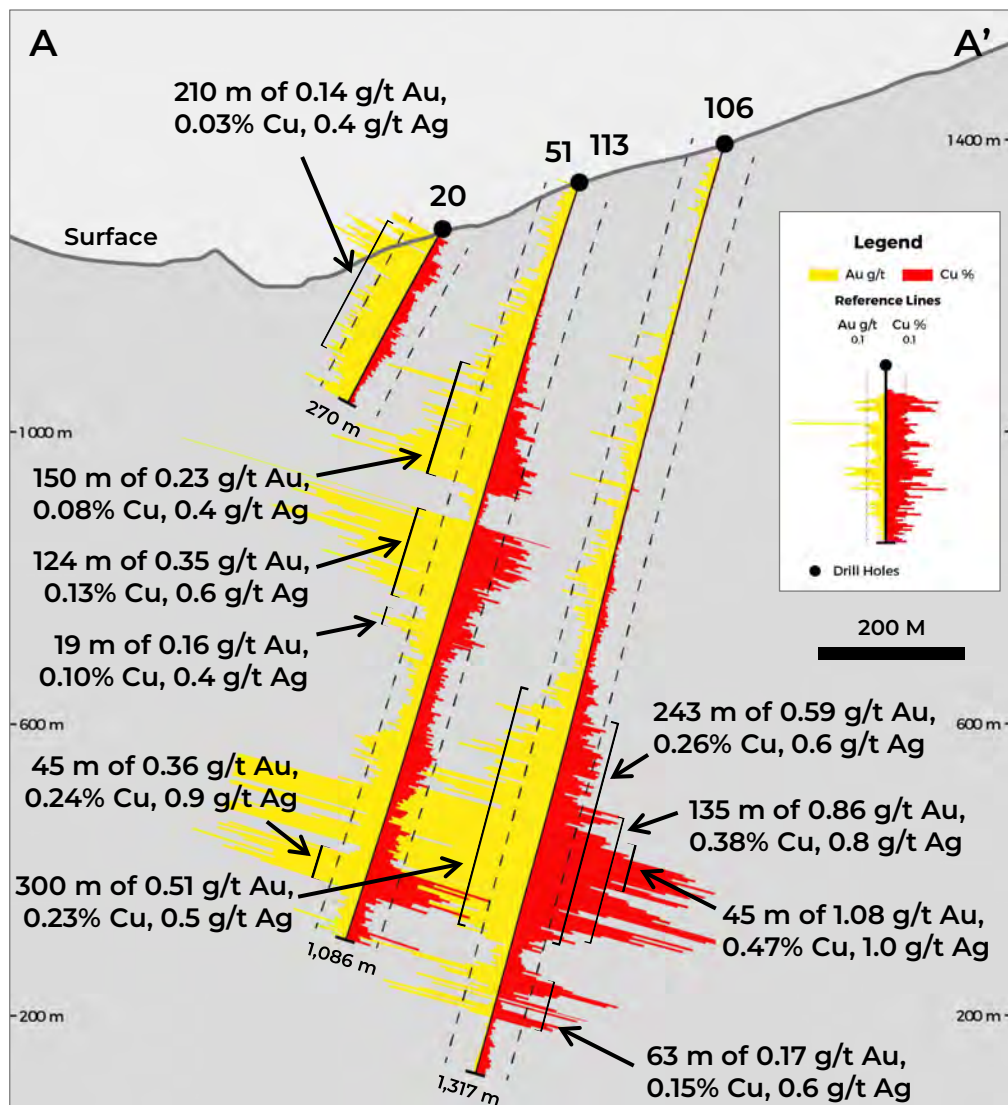 A
A'
210 m of 0.14 g/t Au,
0.03% Cu, 0.4 g/t Ag
106
1400 m
51
113
20
Surface
Legend
Au g/t
Cu %
Reference Lines
Au g/t
Cu %
0.1
0.1
Drill Holes
270 m
1000 m
150 m of 0.23 g/t Au,
0.08% Cu, 0.4 g/t Ag
124 m of 0.35 g/t Au,
0.13% Cu, 0.6 g/t Ag
19 m of 0.16 g/t Au,
0.10% Cu, 0.4 g/t Ag
200 M
600 m
600 m
243 m of 0.59 g/t Au,
0.26% Cu, 0.6 g/t Ag
45 m of 0.36 g/t Au,
0.24% Cu, 0.9 g/t Ag
135 m of 0.86 g/t Au,
0.38% Cu, 0.8 g/t Ag
300 m of 0.51 g/t Au,
0.23% Cu, 0.5 g/t Ag
45 m of 1.08 g/t Au,
0.47% Cu, 1.0 g/t Ag
1,086 m
200 m
200 m
63 m of 0.17 g/t Au,
0.15% Cu, 0.6 g/t Ag
1,317 m